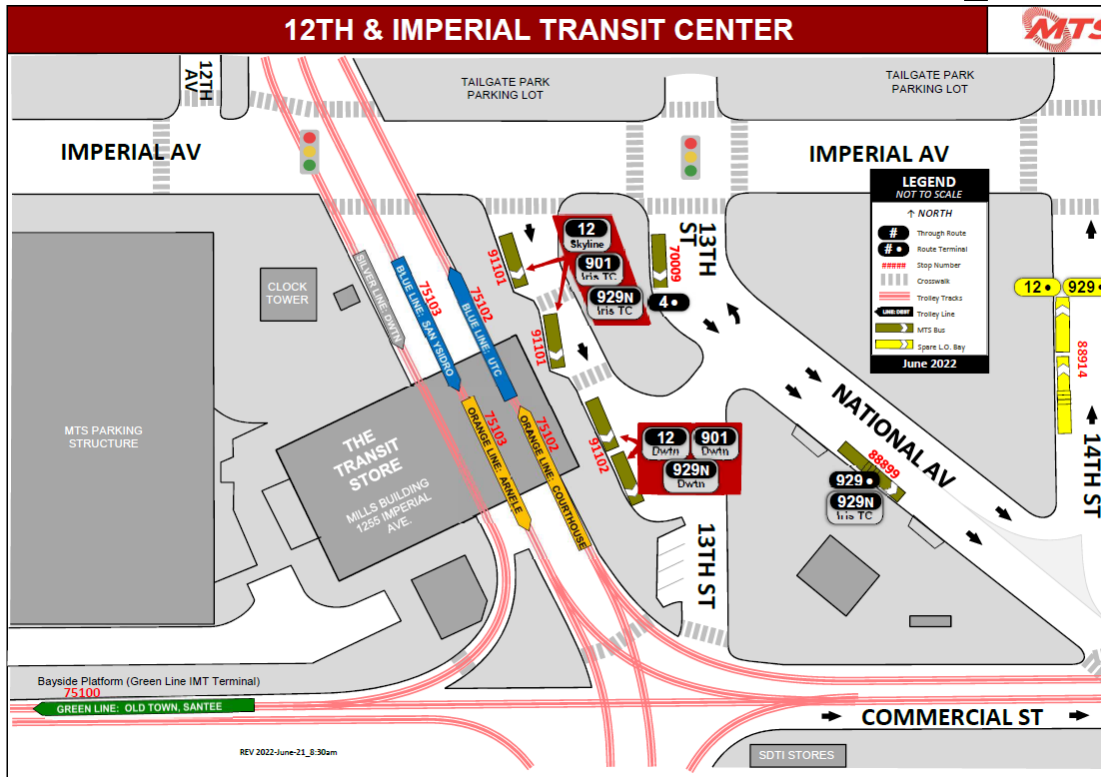 12TH & IMPERIAL TRANSIT CENTER
MTS
12TH
AV
TAILGATE PARK
PARKING LOT
TAILGATE PARK
PARKING LOT
IMPERIAL AV
IMPERIAL AV
LEGEND
NOT TO SCALE
↑ NORTH
# Through Route
# • Route Terminal
##### Stop Number
Crosswalk
Trolley Tracks
Trolley Line
MTS Bus
Spare L.O. Bay
June 2022
13TH
ST
12
Skyline
901
Iris TC
929N
Iris TC
91101
91101
70009
4 •
CLOCK
TOWER
SILVER LINE: DWTN
BLUE LINE: SAN YSIDRO
75103
BLUE LINE: UTC
75102
12 •
929 •
88914
14TH ST
NATIONAL AV
MTS PARKING
STRUCTURE
THE
TRANSIT
STORE
MILLS BUILDING
1255 IMPERIAL
AVE.
ORANGE LINE: ARNELE
75103
ORANGE LINE: COURTHOUSE
75102
91102
12
Dwtn
901
Dwtn
929N
Dwtn
88899
929 •
929N
Iris TC
13TH ST
Bayside Platform (Green Line IMT Terminal)
75100
GREEN LINE: OLD TOWN, SANTEE
COMMERCIAL ST
REV 2022-June-21_8:30am
SDTI STORES